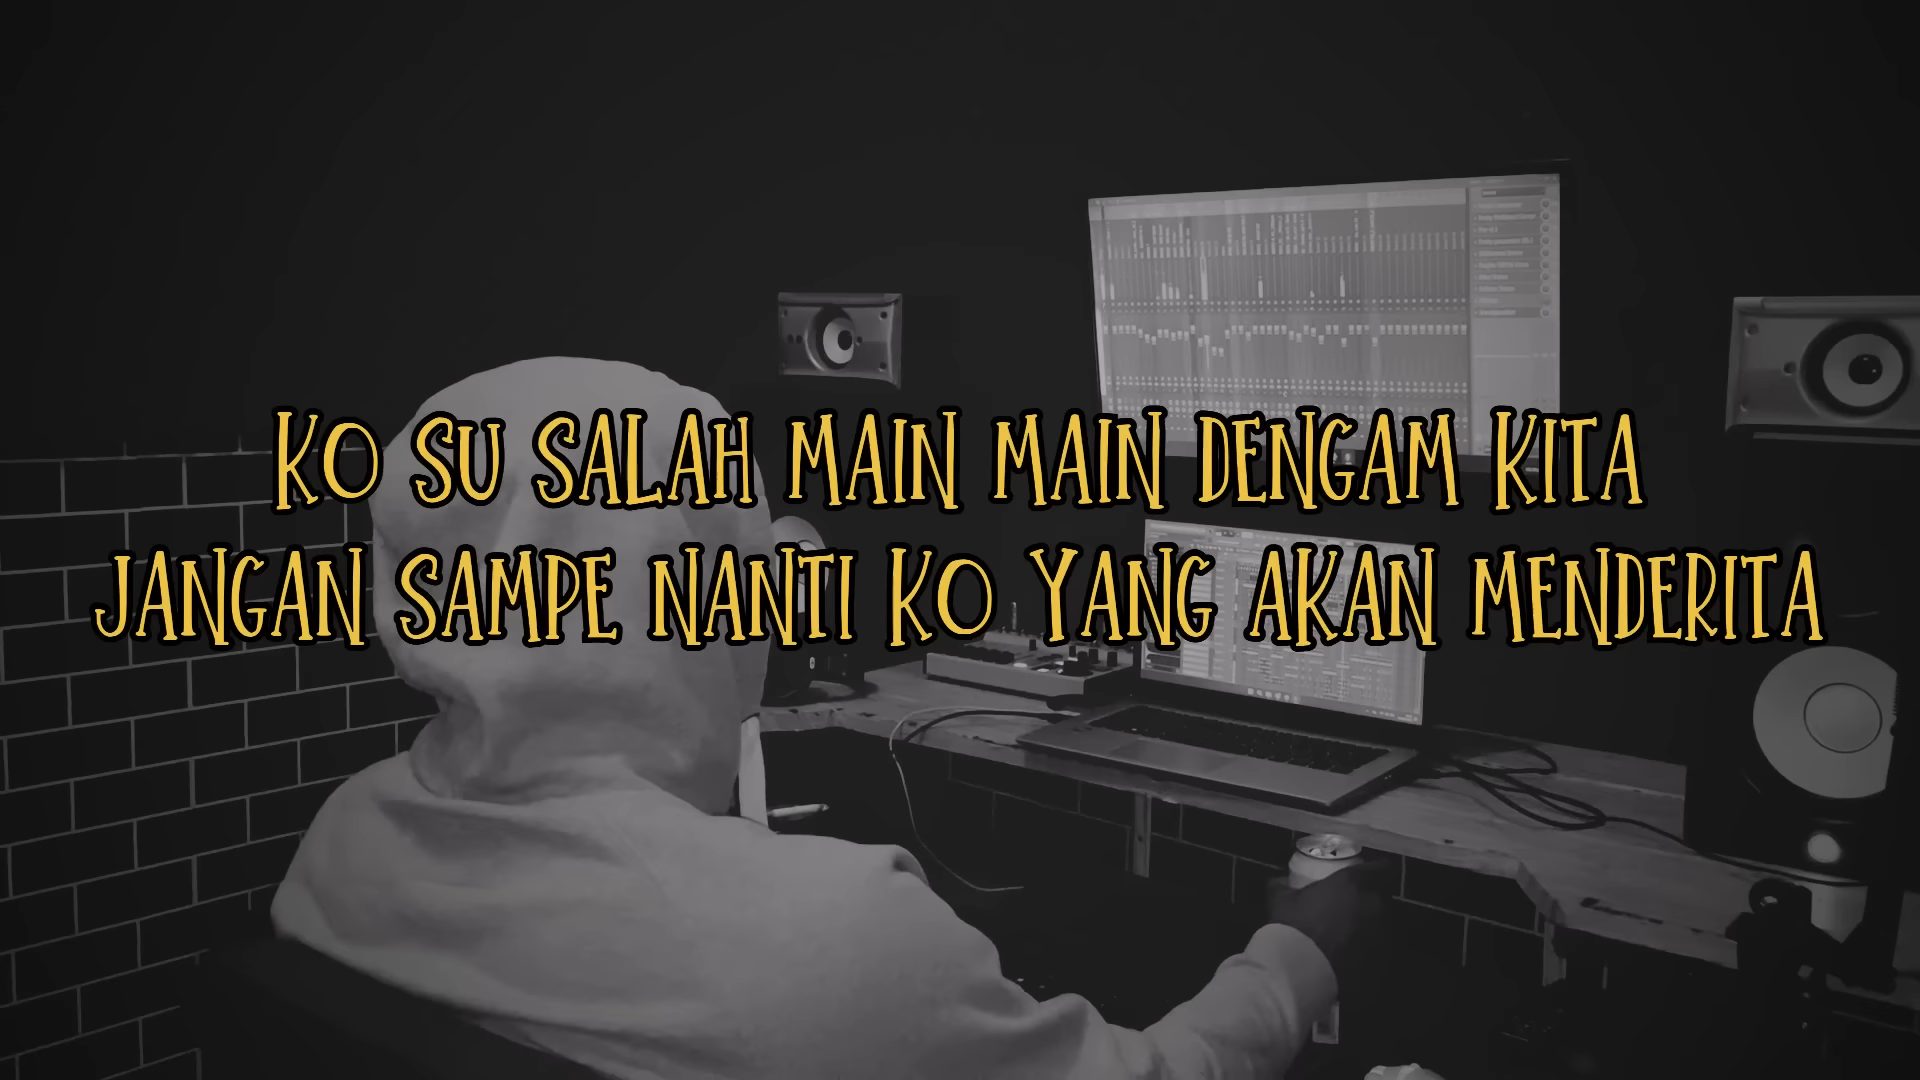 KO SU SALAH MAIN MAIN DENGAM KITA
JANGAN SAMPE NANTI KO YANG AKAN MENDERITA